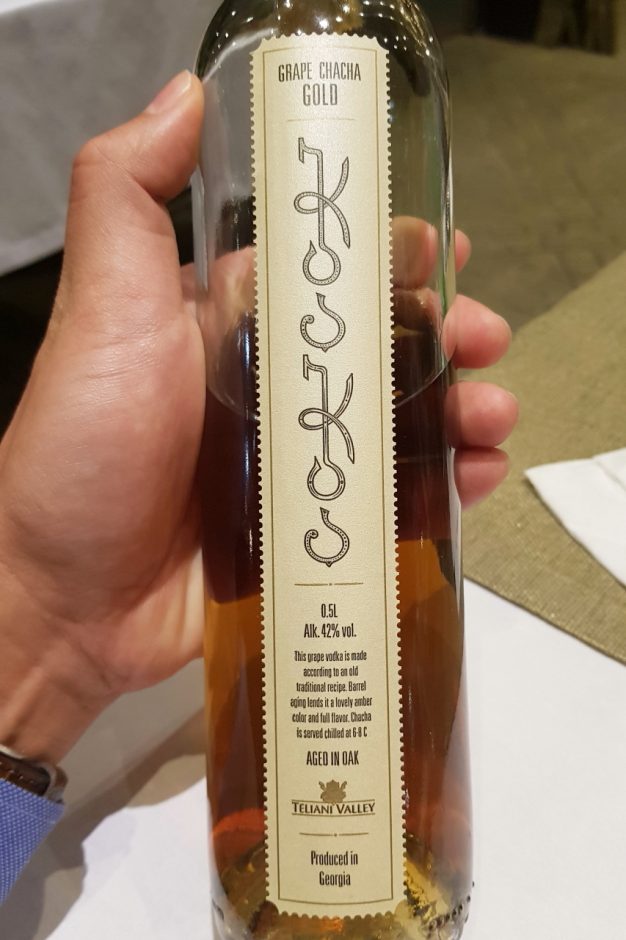 GRAPE CHACHA
GOLD
ჭაჭა
0.5L
Alk. 42% vol.
This grape vodka is made
according to an old
traditional recipe. Barrel
aging lends it a lovely amber
color and full flavor. Chacha
is served chilled at 6-8 C
AGED IN OAK
TELIANI VALLEY
Produced in
Georgia